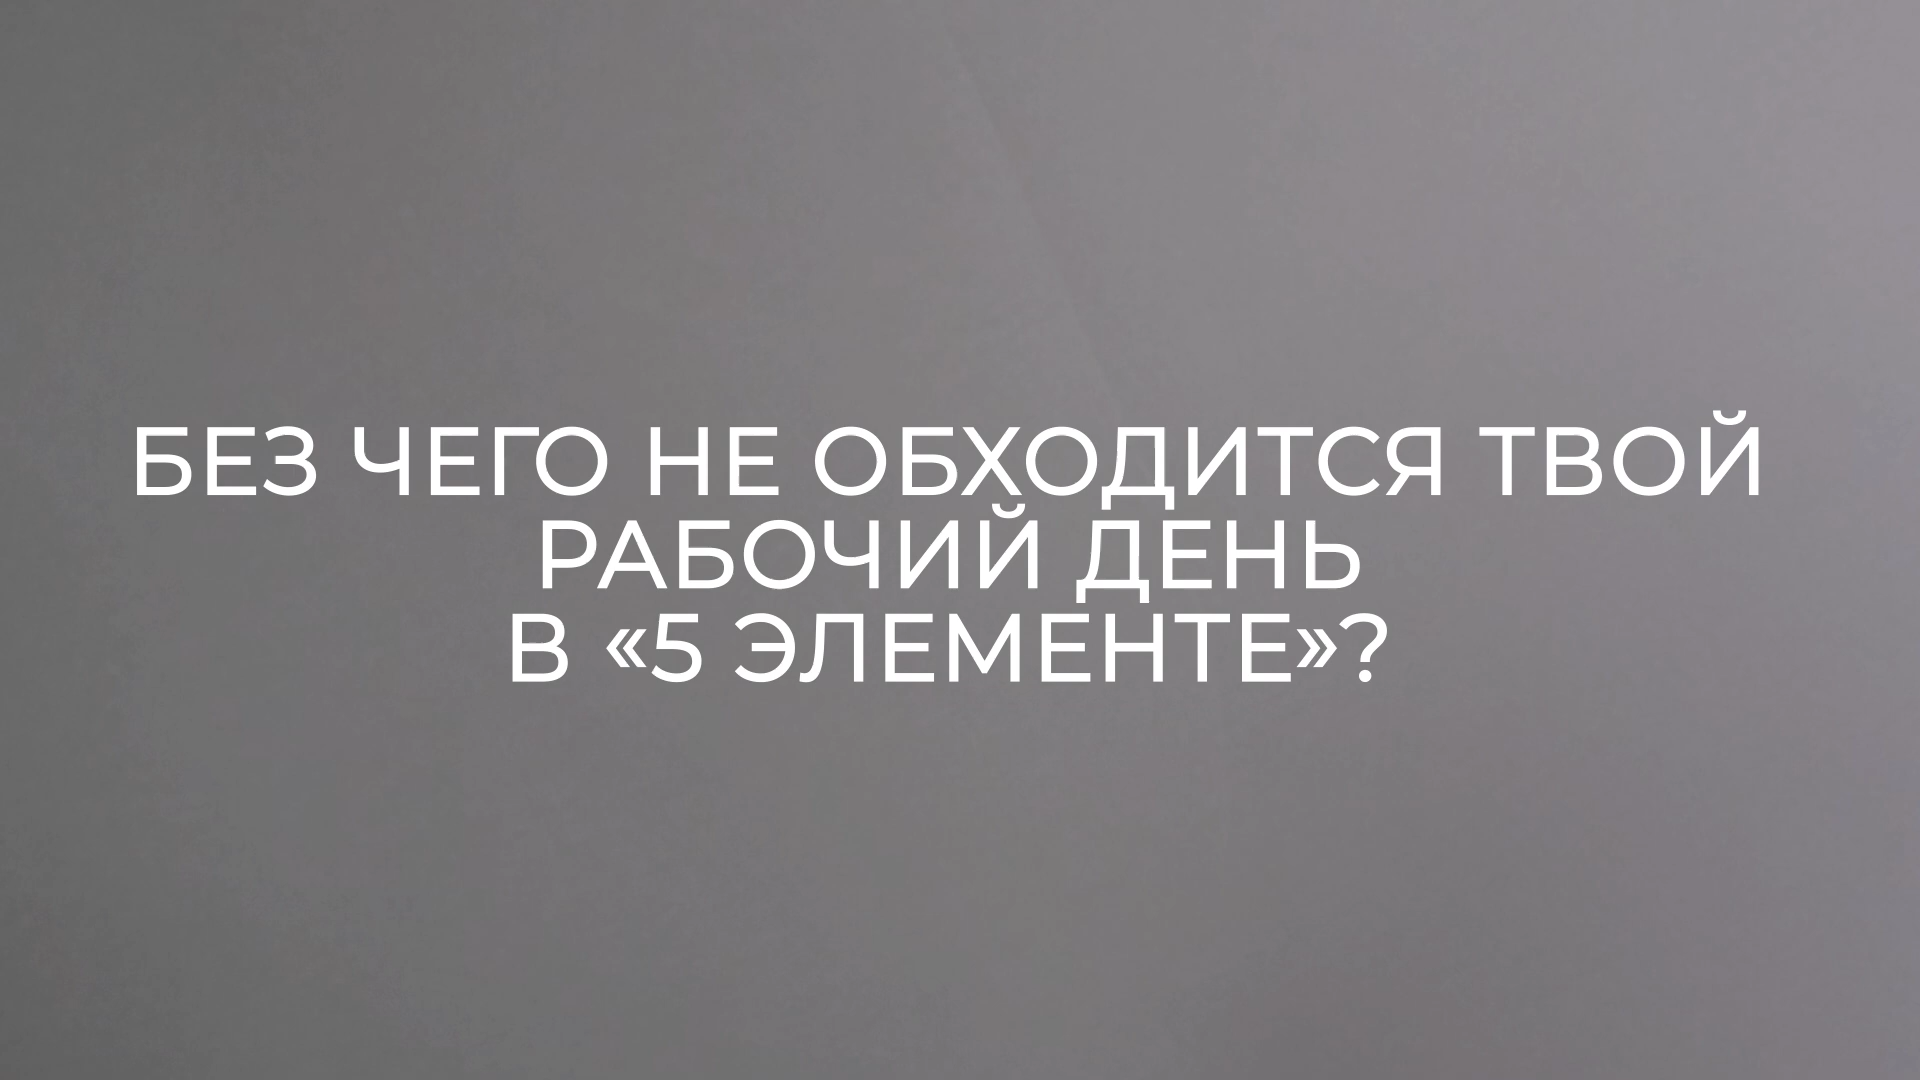 БЕЗ ЧЕГО НЕ ОБХОДИТСЯ ТВОЙ
РАБОЧИЙ ДЕНЬ
В «5 ЭЛЕМЕНТЕ»?